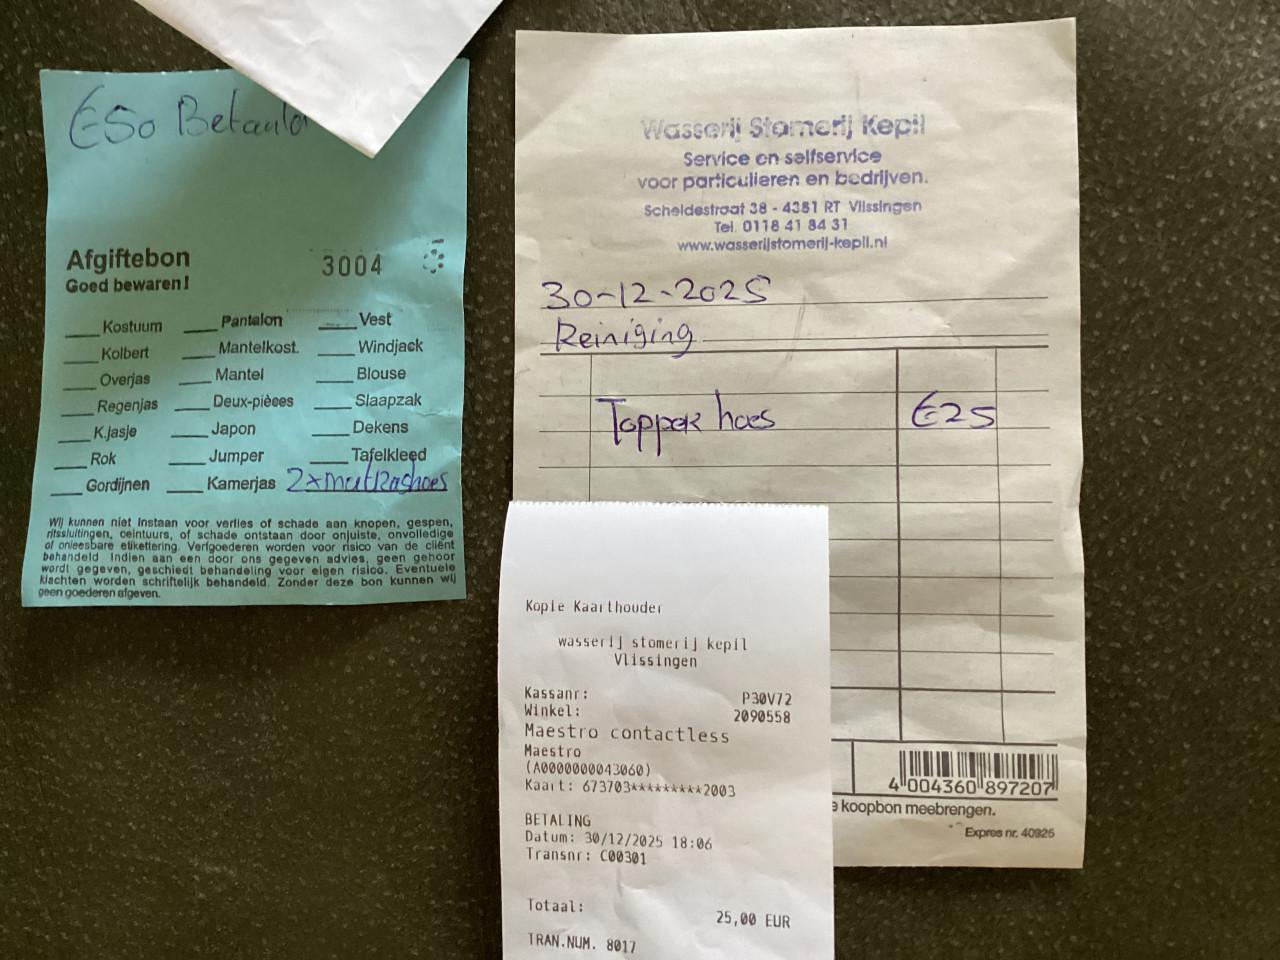 €50 Betaald
Afgiftebon
3004
Goed bewaren!
Kostuum Pantalon Vest
Kolbert Mantelkost. Windjack
Overjas Mantel Blouse
Regenjas Deux-pièces Slaapzak
K.jasje Japon Dekens
Rok Jumper Tafelkleed
Gordijnen Kamerjas 2x matrashoes
Wij kunnen niet instaan voor verlies of schade aan knopen, gespen,
ritssluitingen, ceintuurs, of schade ontstaan door onjuiste, onvolledige
of onleesbare etikettering. Verfgoederen worden voor risico van de cliënt
behandeld. Indien aan een door ons gegeven advies, geen gehoor
wordt gegeven, geschiedt behandeling voor eigen risico. Eventuele
klachten worden schriftelijk behandeld. Zonder deze bon kunnen wij
geen goederen afgeven.
Wasserij Stomerij Kepil
Service en selfservice
voor particulieren en bedrijven.
Scheldestraat 38 - 4381 RT Vlissingen
Tel. 0118 41 84 31
www.wasserijstomerij-kepil.nl
30-12-2025
Reiniging
Topper hoes €25
4 004360 897207
koopbon meebrengen.
Expres nr. 40925
Kopie Kaarthouder
wasserij stomerij kepil
Vlissingen
Kassanr: P30V72
Winkel: 2090558
Maestro contactless
Maestro
(A0000000043060)
Kaart: 673703*********2003
BETALING
Datum: 30/12/2025 18:06
Transnr: C00301
Totaal: 25,00 EUR
TRAN.NUM. 8017